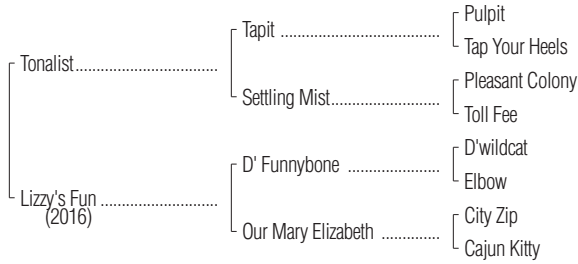 Pulpit
Tapit ............................................
Tap Your Heels
Tonalist...............................................
Pleasant Colony
Settling Mist....................................
Toll Fee
D'wildcat
D' Funnybone ..............................
Elbow
Lizzy's Fun .......................................
(2016)
City Zip
Our Mary Elizabeth ...................
Cajun Kitty